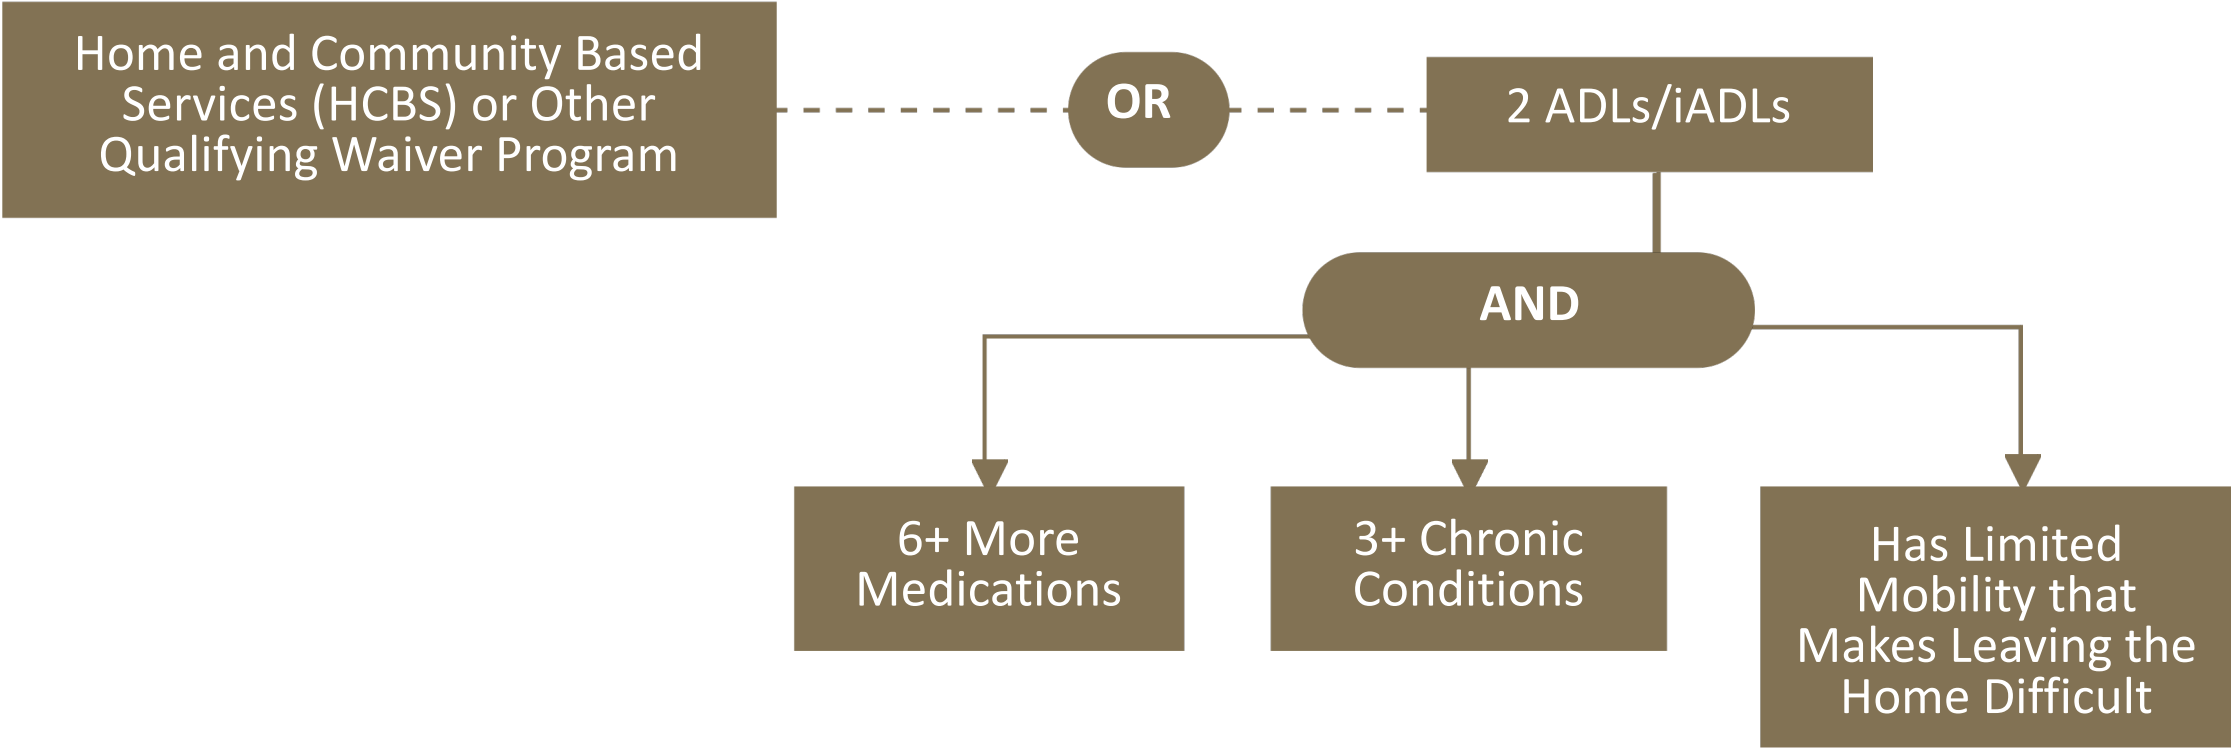 Home and Community Based
Services (HCBS) or Other
Qualifying Waiver Program
OR
2 ADLs/iADLs
AND
6+ More
Medications
3+ Chronic
Conditions
Has Limited
Mobility that
Makes Leaving the
Home Difficult